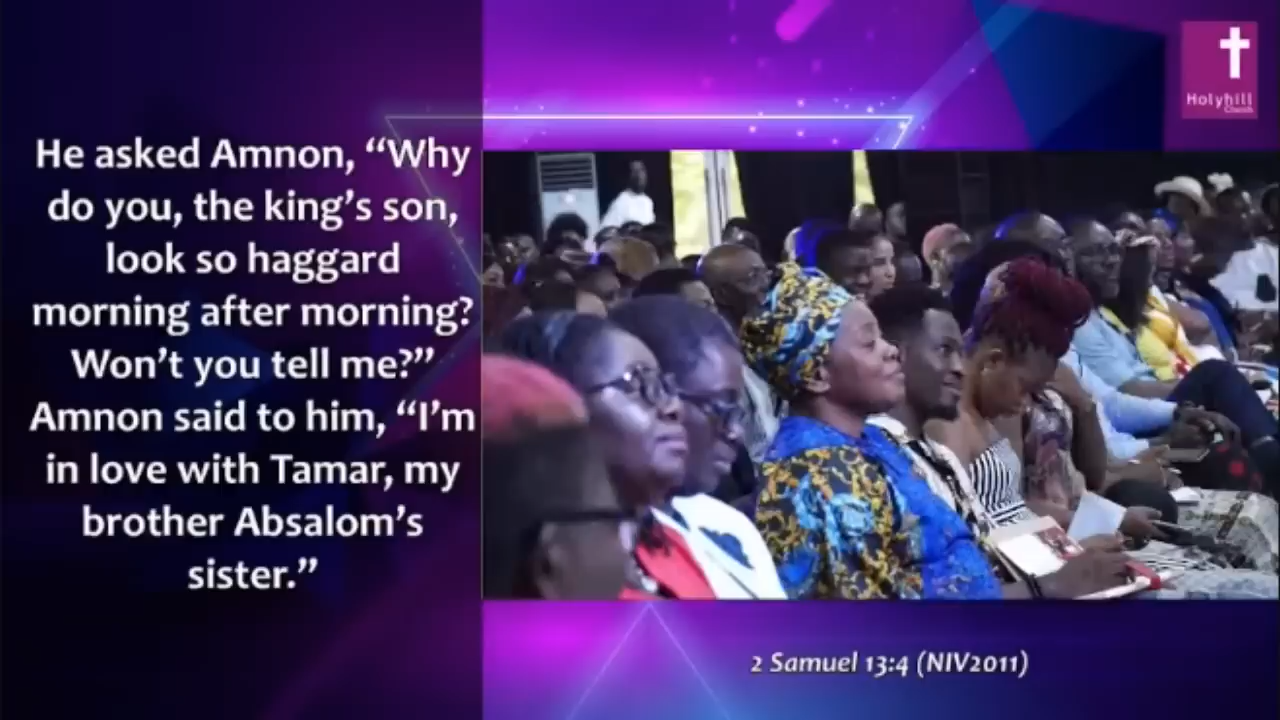 He asked Amnon, “Why
do you, the king’s son,
look so haggard
morning after morning?
Won’t you tell me?”
Amnon said to him, “I’m
in love with Tamar, my
brother Absalom’s
sister.”
Holyhill
Church
2 Samuel 13:4 (NIV2011)